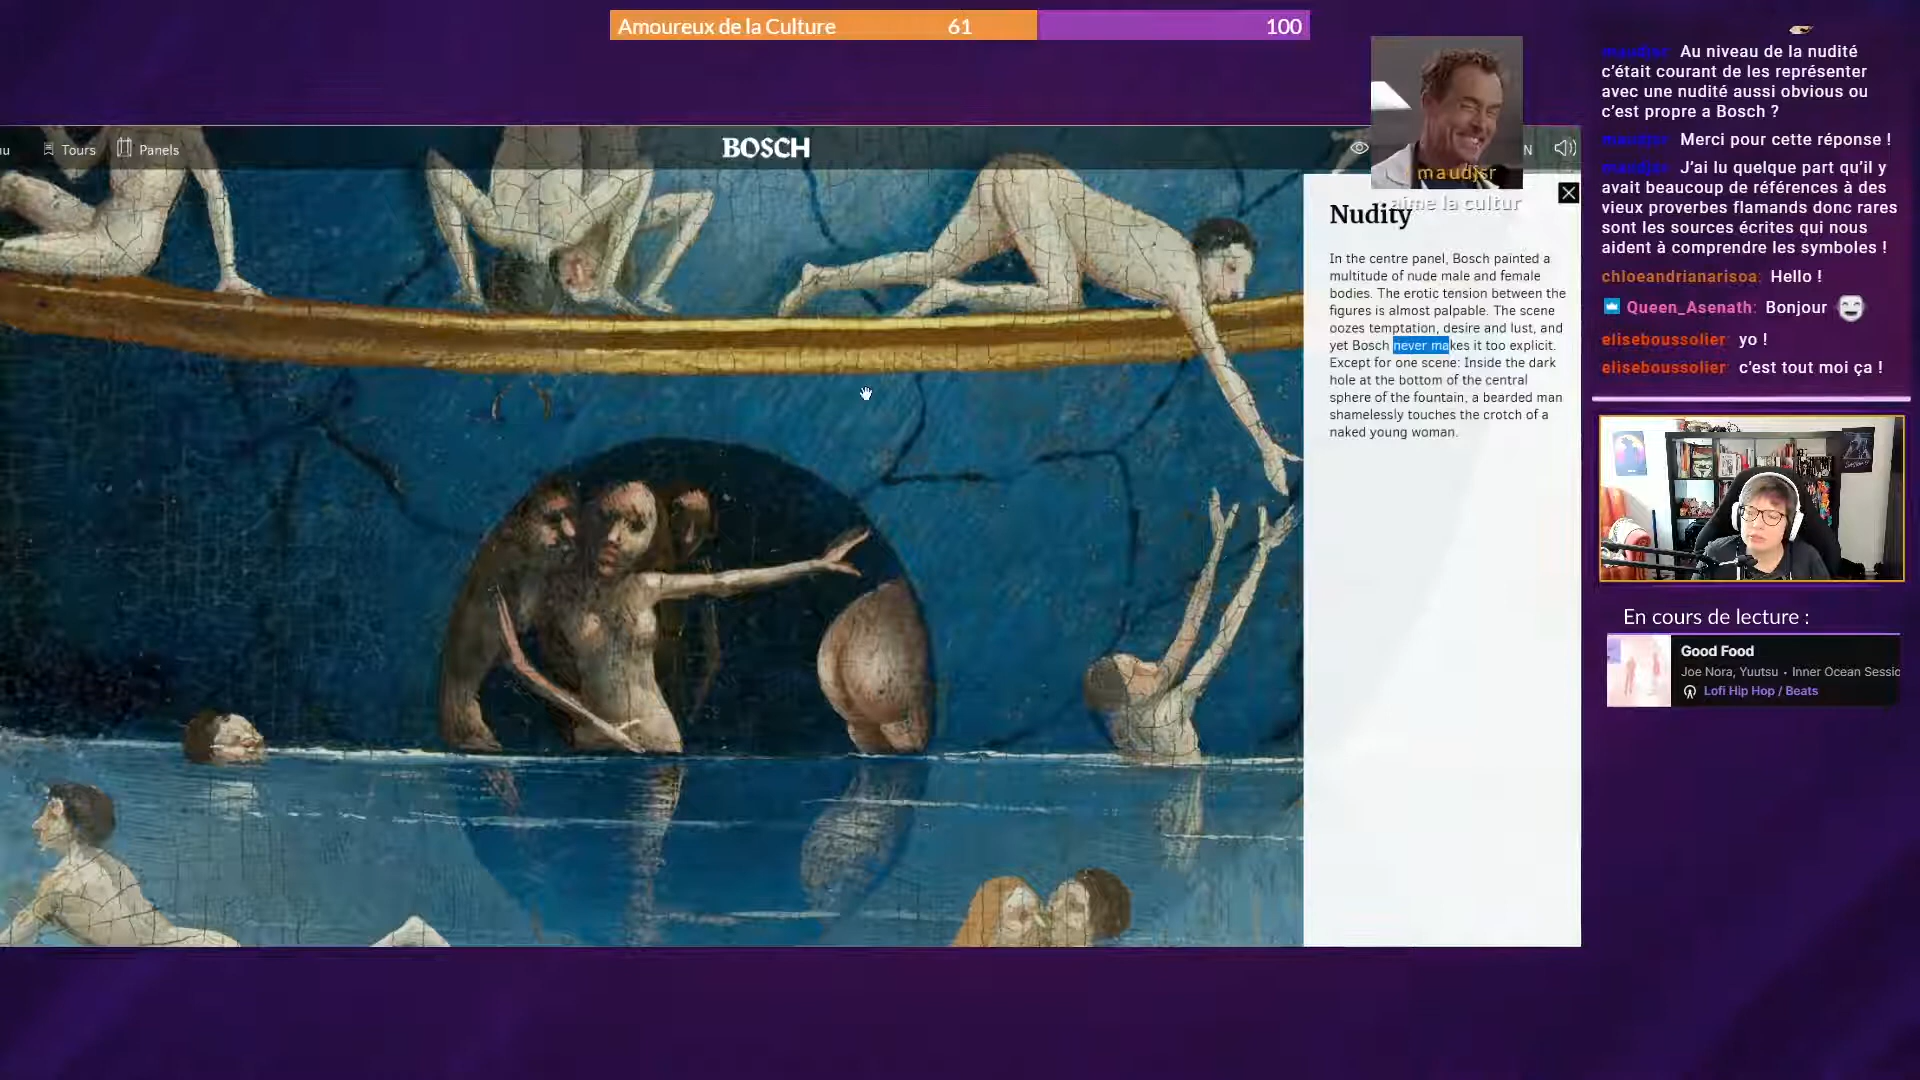 Amoureux de la Culture 61 100
Tours Panels
BOSCH
N
maudjsr
aime la cultur
Nudity
In the centre panel, Bosch painted a
multitude of nude male and female
bodies. The erotic tension between the
figures is almost palpable. The scene
oozes temptation, desire and lust, and
yet Bosch never makes it too explicit.
Except for one scene: Inside the dark
hole at the bottom of the central
sphere of the fountain, a bearded man
shamelessly touches the crotch of a
naked young woman.
maudjsr: Au niveau de la nudité
c’était courant de les représenter
avec une nudité aussi obvious ou
c’est propre a Bosch ?
maudjsr: Merci pour cette réponse !
maudjsr: J’ai lu quelque part qu’il y
avait beaucoup de références à des
vieux proverbes flamands donc rares
sont les sources écrites qui nous
aident à comprendre les symboles !
chloeandrianarisoa: Hello !
Queen_Asenath: Bonjour
eliseboussolier: yo !
eliseboussolier: c’est tout moi ça !
En cours de lecture :
Good Food
Joe Nora, Yuutsu • Inner Ocean Sessio
Lofi Hip Hop / Beats